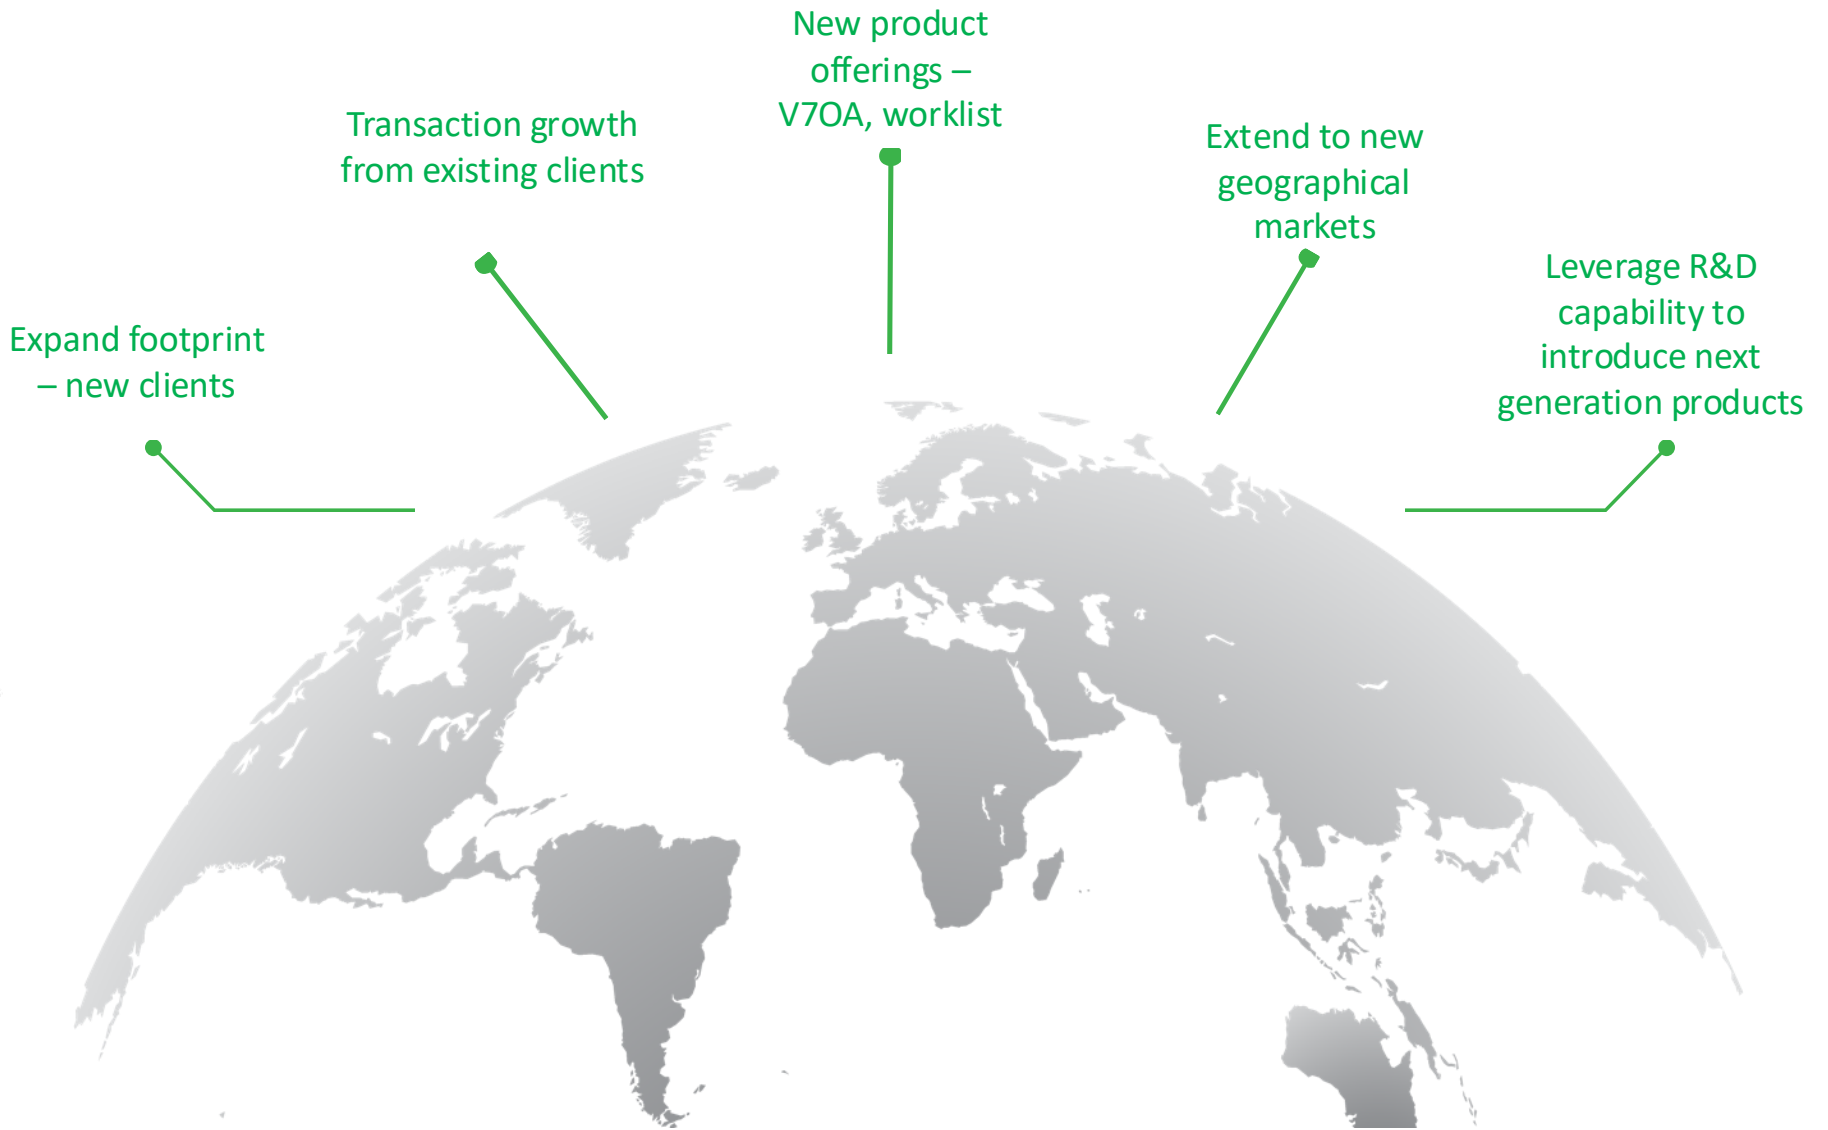 Expand footprint
– new clients
Transaction growth
from existing clients
New product
offerings –
V7OA, worklist
Extend to new
geographical
markets
Leverage R&D
capability to
introduce next
generation products